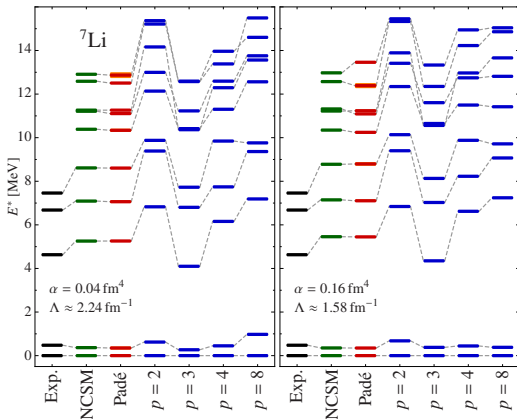 ⁷Li
E* [MeV]
14
12
10
8
6
4
2
0
α = 0.04 fm⁴
Λ ≈ 2.24 fm⁻¹
α = 0.16 fm⁴
Λ ≈ 1.58 fm⁻¹
Exp.
NCSM
Padé
p = 2
p = 3
p = 4
p = 8
Exp.
NCSM
Padé
p = 2
p = 3
p = 4
p = 8